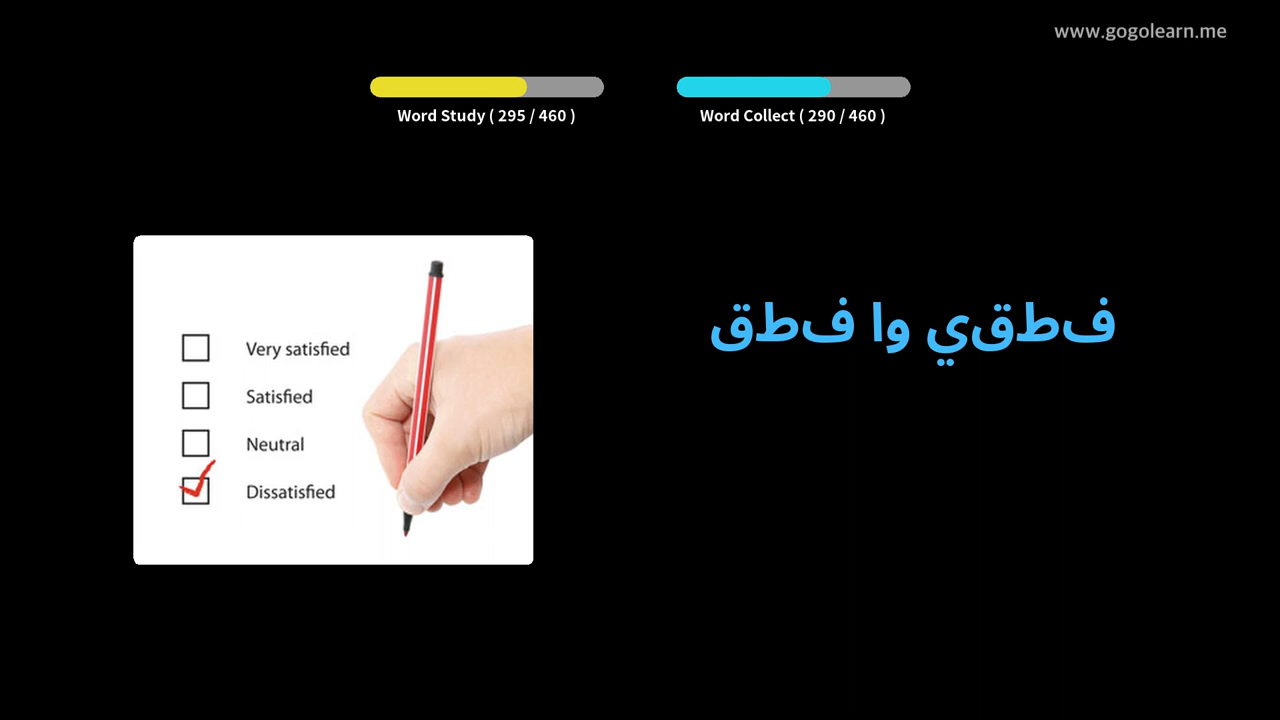 www.gogolearn.me
Word Study ( 295 / 460 )
Word Collect ( 290 / 460 )
فطقي وا فطق
Very satisfied
Satisfied
Neutral
Dissatisfied